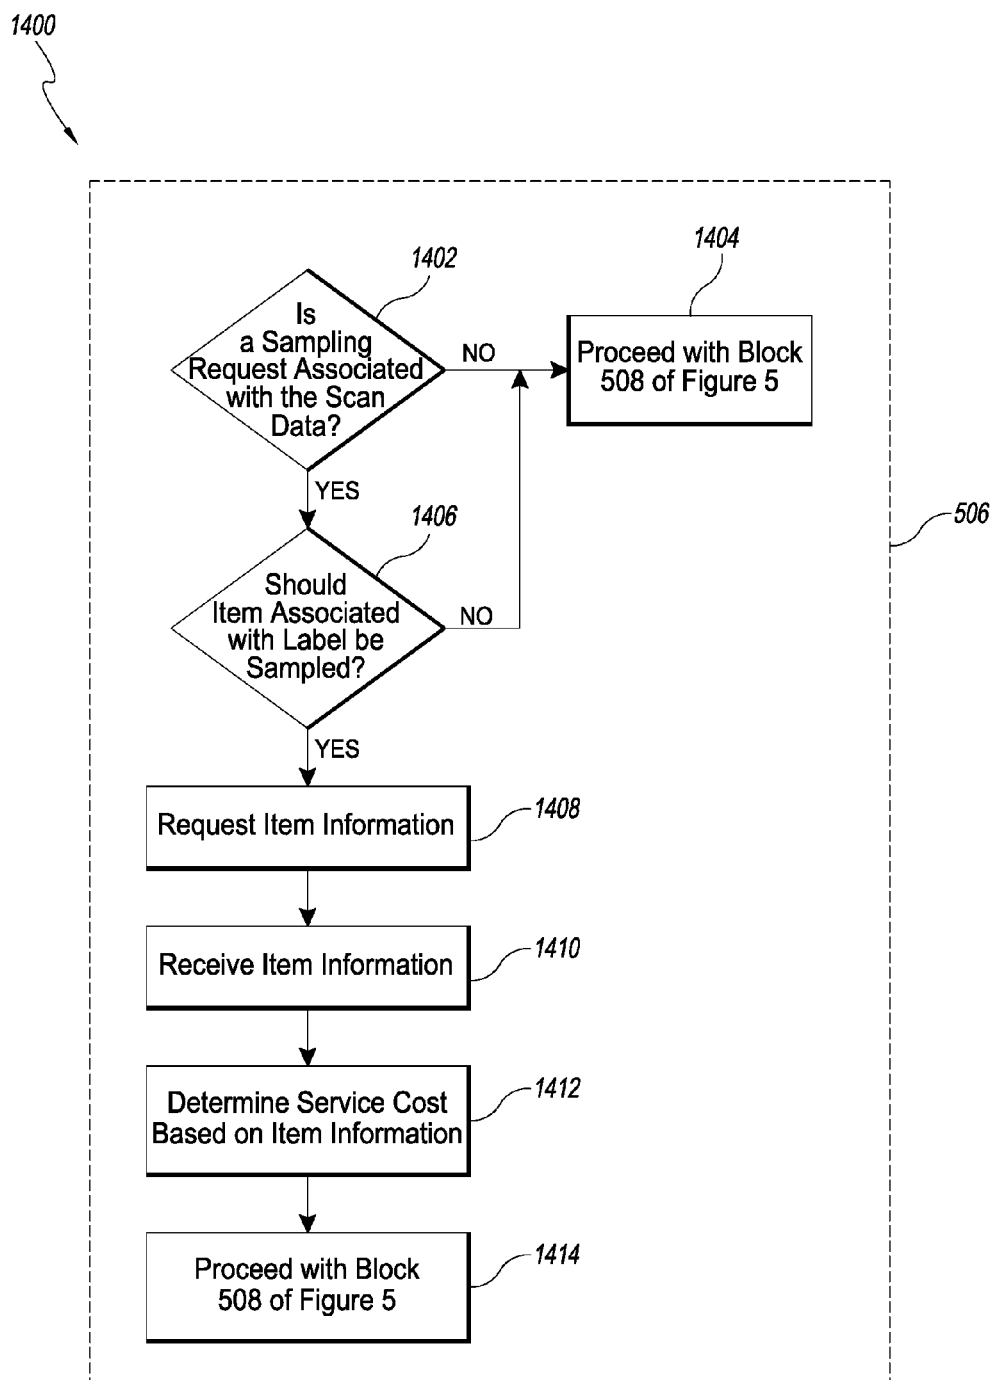 1400
1402
Is
a Sampling
Request Associated
with the Scan
Data?
NO
1404
Proceed with Block
508 of Figure 5
YES
1406
506
Should
Item Associated
with Label be
Sampled?
NO
YES
1408
Request Item Information
1410
Receive Item Information
1412
Determine Service Cost
Based on Item Information
1414
Proceed with Block
508 of Figure 5